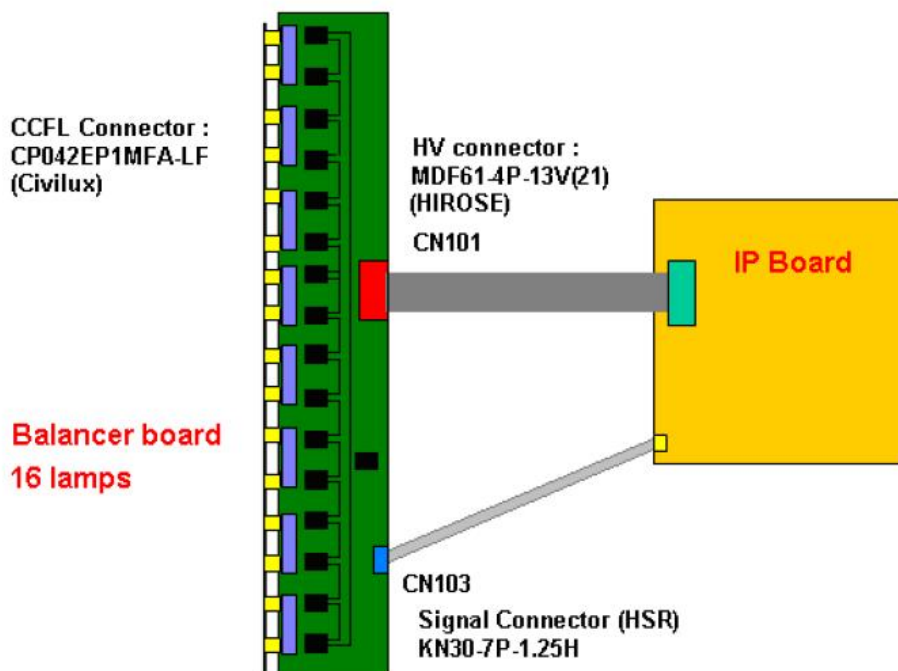 CCFL Connector :
CP042EP1MFA-LF
(Civilux)
HV connector :
MDF61-4P-13V(21)
(HIROSE)
CN101
IP Board
Balancer board
16 lamps
CN103
Signal Connector (HSR)
KN30-7P-1.25H